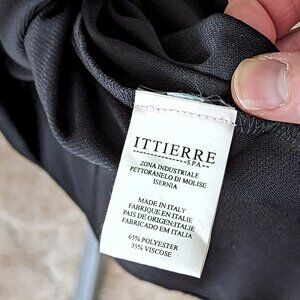 ITTIERRE
S.P.A.
ZONA INDUSTRIALE
PETTORANELO DI MOLISE
ISERNIA
MADE IN ITALY
FABRIQUE EN ITALIE
PAIS DE ORIGEN:ITALIE
FABRICADO EM ITALIA
65% POLYESTER
35% VISCOSE